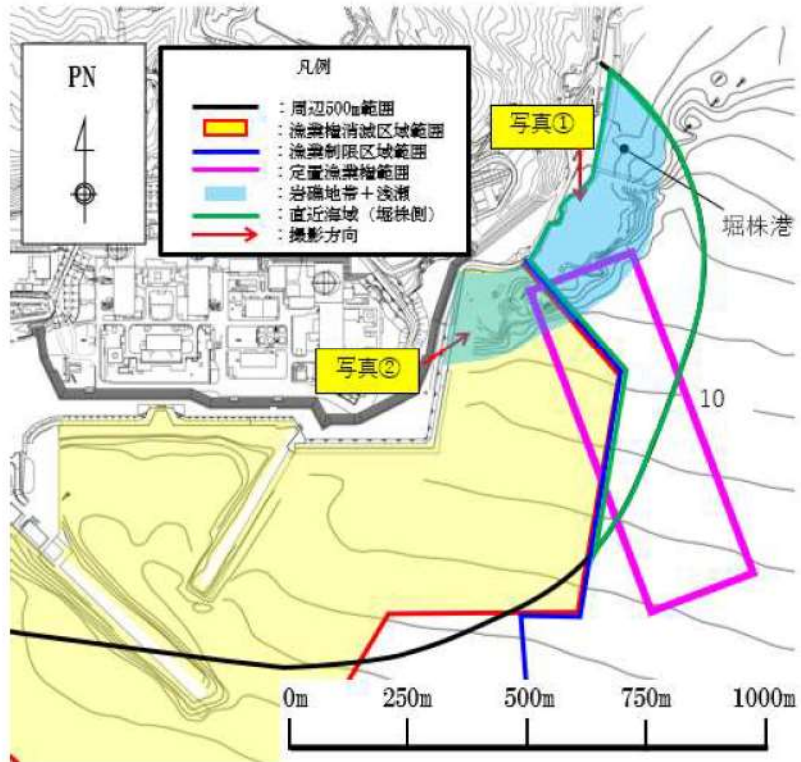 PN
凡例
：周辺500m範囲
：漁業権消滅区域範囲
：漁業制限区域範囲
：定置漁業権範囲
：岩礁地帯＋浅瀬
：直近海域（堀株側）
：撮影方向
写真①
堀株港
写真②
10
0m 250m 500m 750m 1000m